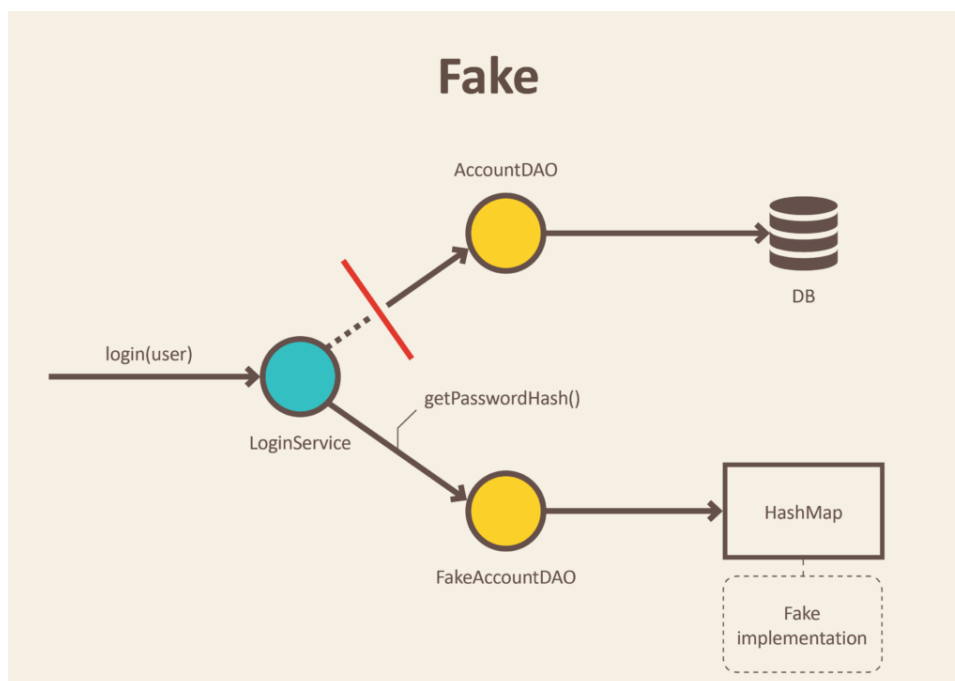 Fake
AccountDAO
DB
login(user)
getPasswordHash()
LoginService
HashMap
FakeAccountDAO
Fake
implementation